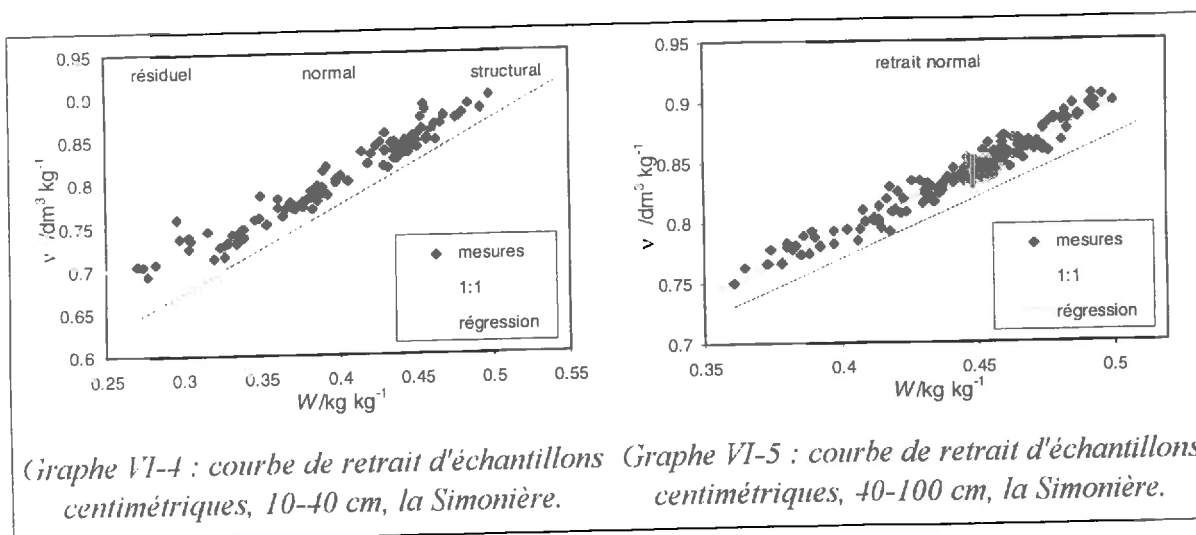 0.95
résiduel normal structural
0.9
0.85
0.8
0.75
0.7
0.65
0.6
ν /dm³ kg⁻¹
mesures
1:1
régression
0.25 0.3 0.35 0.4 0.45 0.5 0.55
W/kg kg⁻¹
0.95
retrait normal
0.9
0.85
0.8
0.75
0.7
ν /dm³ kg⁻¹
mesures
1:1
régression
0.35 0.4 0.45 0.5
W/kg kg⁻¹
Graphe VI-4 : courbe de retrait d'échantillons
centimétriques, 10-40 cm, la Simonière.
Graphe VI-5 : courbe de retrait d'échantillons
centimétriques, 40-100 cm, la Simonière.